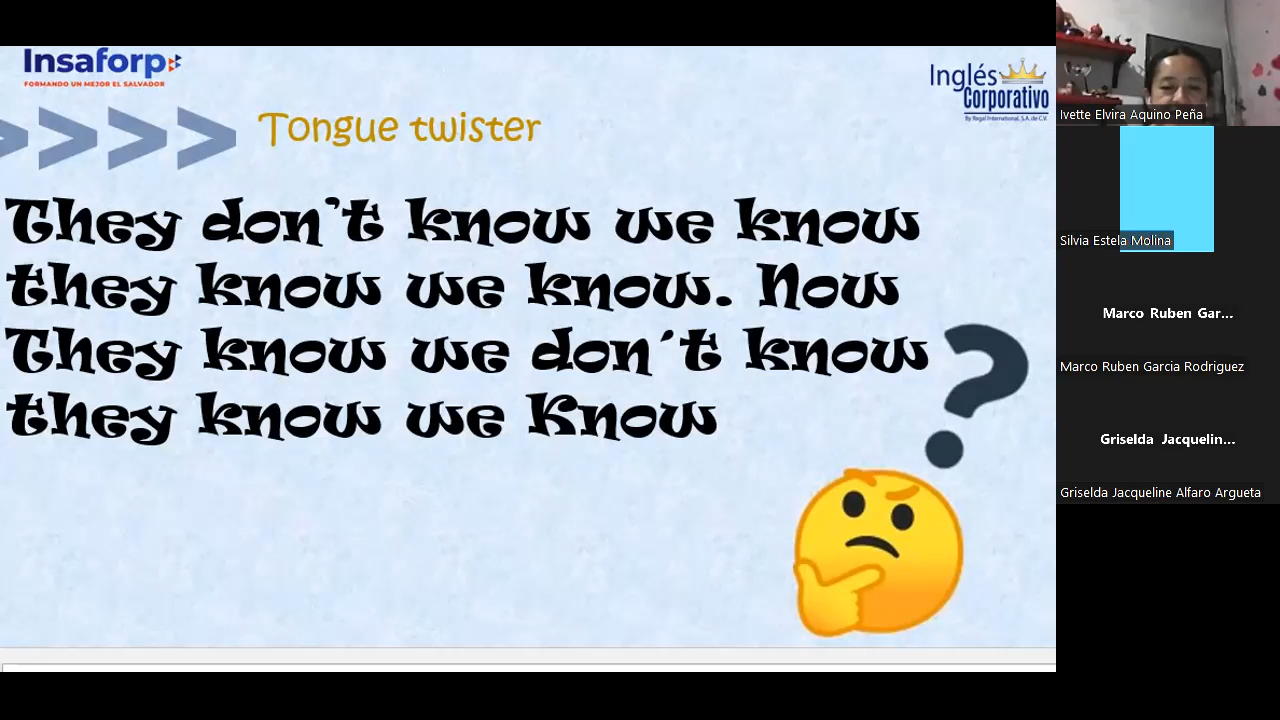 Insaforp
FORMANDO UN MEJOR EL SALVADOR
Inglés
Corporativo
By Regal International, S.A. de C.V.
Tongue twister
They don't know we know
they know we know. Now
They know we don´t know
they know we Know
?
Ivette Elvira Aquino Peña
Silvia Estela Molina
Marco Ruben Gar...
Marco Ruben Garcia Rodriguez
Griselda Jacquelin...
Griselda Jacqueline Alfaro Argueta